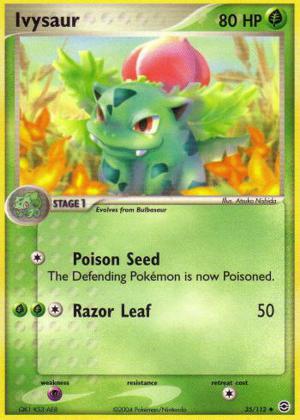 Ivysaur 80 HP
Illus. Atsuko Nishida
STAGE 1
Evolves from Bulbasaur
Poison Seed
The Defending Pokémon is now Poisoned.
Razor Leaf 50
weakness resistance retreat cost
©2004 Pokémon/Nintendo 35/112